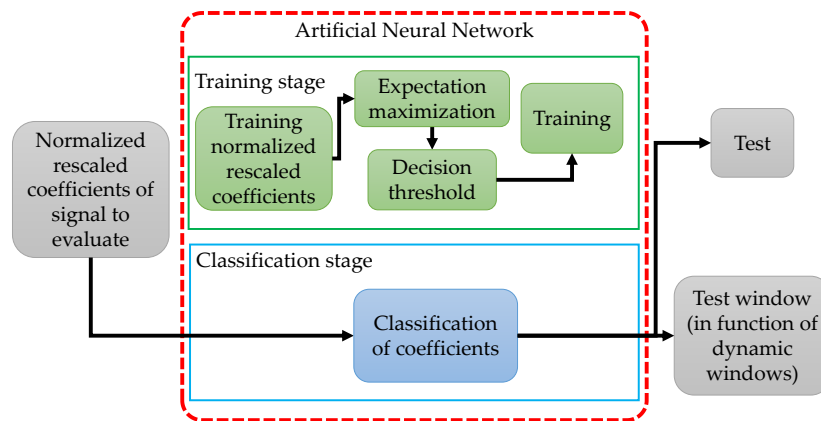 Artificial Neural Network
Training stage
Training
normalized
rescaled
coefficients
Expectation
maximization
Decision
threshold
Training
Normalized
rescaled
coefficients of
signal to
evaluate
Test
Classification stage
Classification
of coefficients
Test window
(in function of
dynamic
windows)